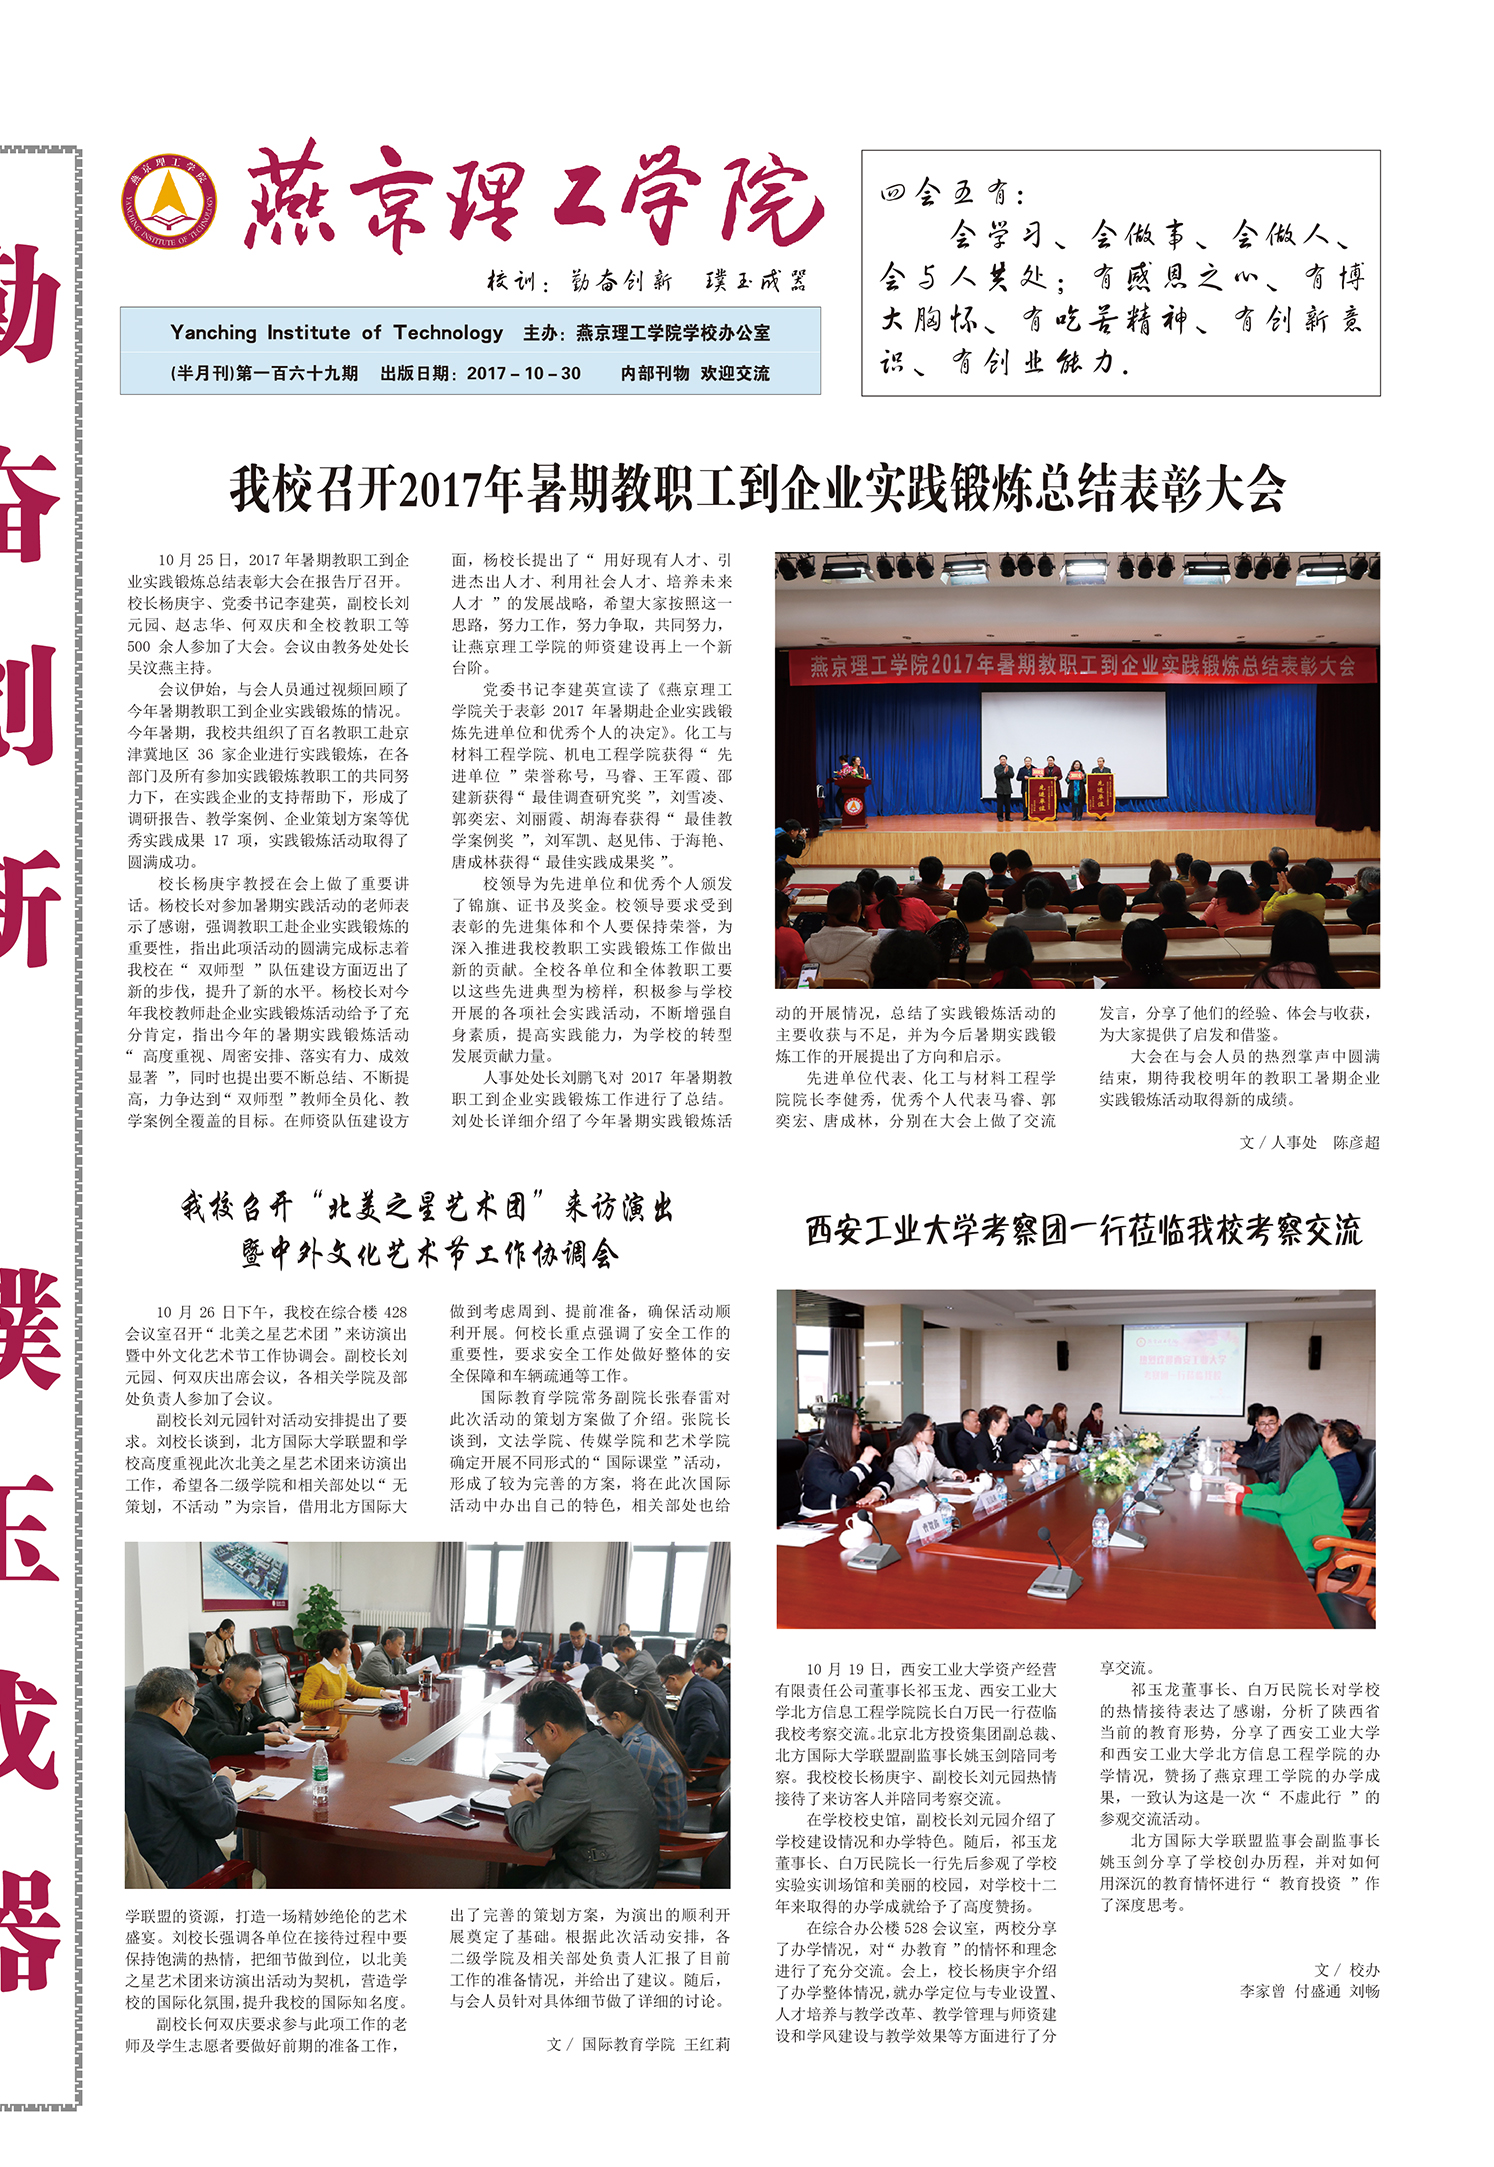 勤奋创新 璞玉成器
燕京理工学院
YANCHING INSTITUTE OF TECHNOLOGY
燕京理工学院
校训：勤奋创新 璞玉成器
Yanching Institute of Technology 主办：燕京理工学院学校办公室
(半月刊)第一百六十九期 出版日期：2017－10－30 内部刊物 欢迎交流
四会五有：
会学习、会做事、会做人、
会与人共处；有感恩之心、有博
大胸怀、有吃苦精神、有创新意
识、有创业能力．
我校召开2017年暑期教职工到企业实践锻炼总结表彰大会
10 月 25 日，2017 年暑期教职工到企
业实践锻炼总结表彰大会在报告厅召开。
校长杨庚宇、党委书记李建英，副校长刘
元园、赵志华、何双庆和全校教职工等
500 余人参加了大会。会议由教务处处长
吴汶燕主持。
会议伊始，与会人员通过视频回顾了
今年暑期教职工到企业实践锻炼的情况。
今年暑期，我校共组织了百名教职工赴京
津冀地区 36 家企业进行实践锻炼，在各
部门及所有参加实践锻炼教职工的共同努
力下，在实践企业的支持帮助下，形成了
调研报告、教学案例、企业策划方案等优
秀实践成果 17 项，实践锻炼活动取得了
圆满成功。
校长杨庚宇教授在会上做了重要讲
话。杨校长对参加暑期实践活动的老师表
示了感谢，强调教职工赴企业实践锻炼的
重要性，指出此项活动的圆满完成标志着
我校在“ 双师型 ”队伍建设方面迈出了
新的步伐，提升了新的水平。杨校长对今
年我校教师赴企业实践锻炼活动给予了充
分肯定，指出今年的暑期实践锻炼活动
“ 高度重视、周密安排、落实有力、成效
显著 ”，同时也提出要不断总结、不断提
高，力争达到“ 双师型 ”教师全员化、教
学案例全覆盖的目标。在师资队伍建设方
面，杨校长提出了“ 用好现有人才、引
进杰出人才、利用社会人才、培养未来
人才 ”的发展战略，希望大家按照这一
思路，努力工作，努力争取，共同努力，
让燕京理工学院的师资建设再上一个新
台阶。
党委书记李建英宣读了《燕京理工
学院关于表彰 2017 年暑期赴企业实践锻
炼先进单位和优秀个人的决定》。化工与
材料工程学院、机电工程学院获得“ 先
进单位 ”荣誉称号，马睿、王军霞、邵
建新获得“ 最佳调查研究奖 ”，刘雪凌、
郭奕宏、刘丽霞、胡海春获得“ 最佳教
学案例奖 ”，刘军凯、赵见伟、于海艳、
唐成林获得“ 最佳实践成果奖 ”。
校领导为先进单位和优秀个人颁发
了锦旗、证书及奖金。校领导要求受到
表彰的先进集体和个人要保持荣誉，为
深入推进我校教职工实践锻炼工作做出
新的贡献。全校各单位和全体教职工要
以这些先进典型为榜样，积极参与学校
开展的各项社会实践活动，不断增强自
身素质，提高实践能力，为学校的转型
发展贡献力量。
人事处处长刘鹏飞对 2017 年暑期教
职工到企业实践锻炼工作进行了总结。
刘处长详细介绍了今年暑期实践锻炼活
燕京理工学院2017年暑期教职工到企业实践锻炼总结表彰大会
先进单位
先进单位
动的开展情况，总结了实践锻炼活动的
主要收获与不足，并为今后暑期实践锻
炼工作的开展提出了方向和启示。
先进单位代表、化工与材料工程学
院院长李健秀，优秀个人代表马睿、郭
奕宏、唐成林，分别在大会上做了交流
发言，分享了他们的经验、体会与收获，
为大家提供了启发和借鉴。
大会在与会人员的热烈掌声中圆满
结束，期待我校明年的教职工暑期企业
实践锻炼活动取得新的成绩。
文 / 人事处 陈彦超
我校召开“北美之星艺术团”来访演出
暨中外文化艺术节工作协调会
10 月 26 日下午，我校在综合楼 428
会议室召开“ 北美之星艺术团 ”来访演出
暨中外文化艺术节工作协调会。副校长刘
元园、何双庆出席会议，各相关学院及部
处负责人参加了会议。
副校长刘元园针对活动安排提出了要
求。刘校长谈到，北方国际大学联盟和学
校高度重视此次北美之星艺术团来访演出
工作，希望各二级学院和相关部处以“ 无
策划，不活动 ”为宗旨，借用北方国际大
学联盟的资源，打造一场精妙绝伦的艺术
盛宴。刘校长强调各单位在接待过程中要
保持饱满的热情，把细节做到位，以北美
之星艺术团来访演出活动为契机，营造学
校的国际化氛围,提升我校的国际知名度。
副校长何双庆要求参与此项工作的老
师及学生志愿者要做好前期的准备工作，
做到考虑周到、提前准备，确保活动顺
利开展。何校长重点强调了安全工作的
重要性，要求安全工作处做好整体的安
全保障和车辆疏通等工作。
国际教育学院常务副院长张春雷对
此次活动的策划方案做了介绍。张院长
谈到，文法学院、传媒学院和艺术学院
确定开展不同形式的“ 国际课堂 ”活动，
形成了较为完善的方案，将在此次国际
活动中办出自己的特色，相关部处也给
出了完善的策划方案，为演出的顺利开
展奠定了基础。根据此次活动安排，各
二级学院及相关部处负责人汇报了目前
工作的准备情况，并给出了建议。随后，
与会人员针对具体细节做了详细的讨论。
文 / 国际教育学院 王红莉
西安工业大学考察团一行莅临我校考察交流
10 月 19 日，西安工业大学资产经营
有限责任公司董事长祁玉龙、西安工业大
学北方信息工程学院院长白万民一行莅临
我校考察交流。北京北方投资集团副总裁、
北方国际大学联盟副监事长姚玉剑陪同考
察。我校校长杨庚宇、副校长刘元园热情
接待了来访客人并陪同考察交流。
在学校校史馆，副校长刘元园介绍了
学校建设情况和办学特色。随后，祁玉龙
董事长、白万民院长一行先后参观了学校
实验实训场馆和美丽的校园，对学校十二
年来取得的办学成就给予了高度赞扬。
在综合办公楼 528 会议室，两校分享
了办学情况，对“ 办教育 ”的情怀和理念
进行了充分交流。会上，校长杨庚宇介绍
了办学整体情况,就办学定位与专业设置、
人才培养与教学改革、教学管理与师资建
设和学风建设与教学效果等方面进行了分
享交流。
祁玉龙董事长、白万民院长对学校
的热情接待表达了感谢，分析了陕西省
当前的教育形势，分享了西安工业大学
和西安工业大学北方信息工程学院的办
学情况，赞扬了燕京理工学院的办学成
果，一致认为这是一次“ 不虚此行 ”的
参观交流活动。
北方国际大学联盟监事会副监事长
姚玉剑分享了学校创办历程，并对如何
用深沉的教育情怀进行“ 教育投资 ”作
了深度思考。
文 / 校办
李家曾 付盛通 刘畅